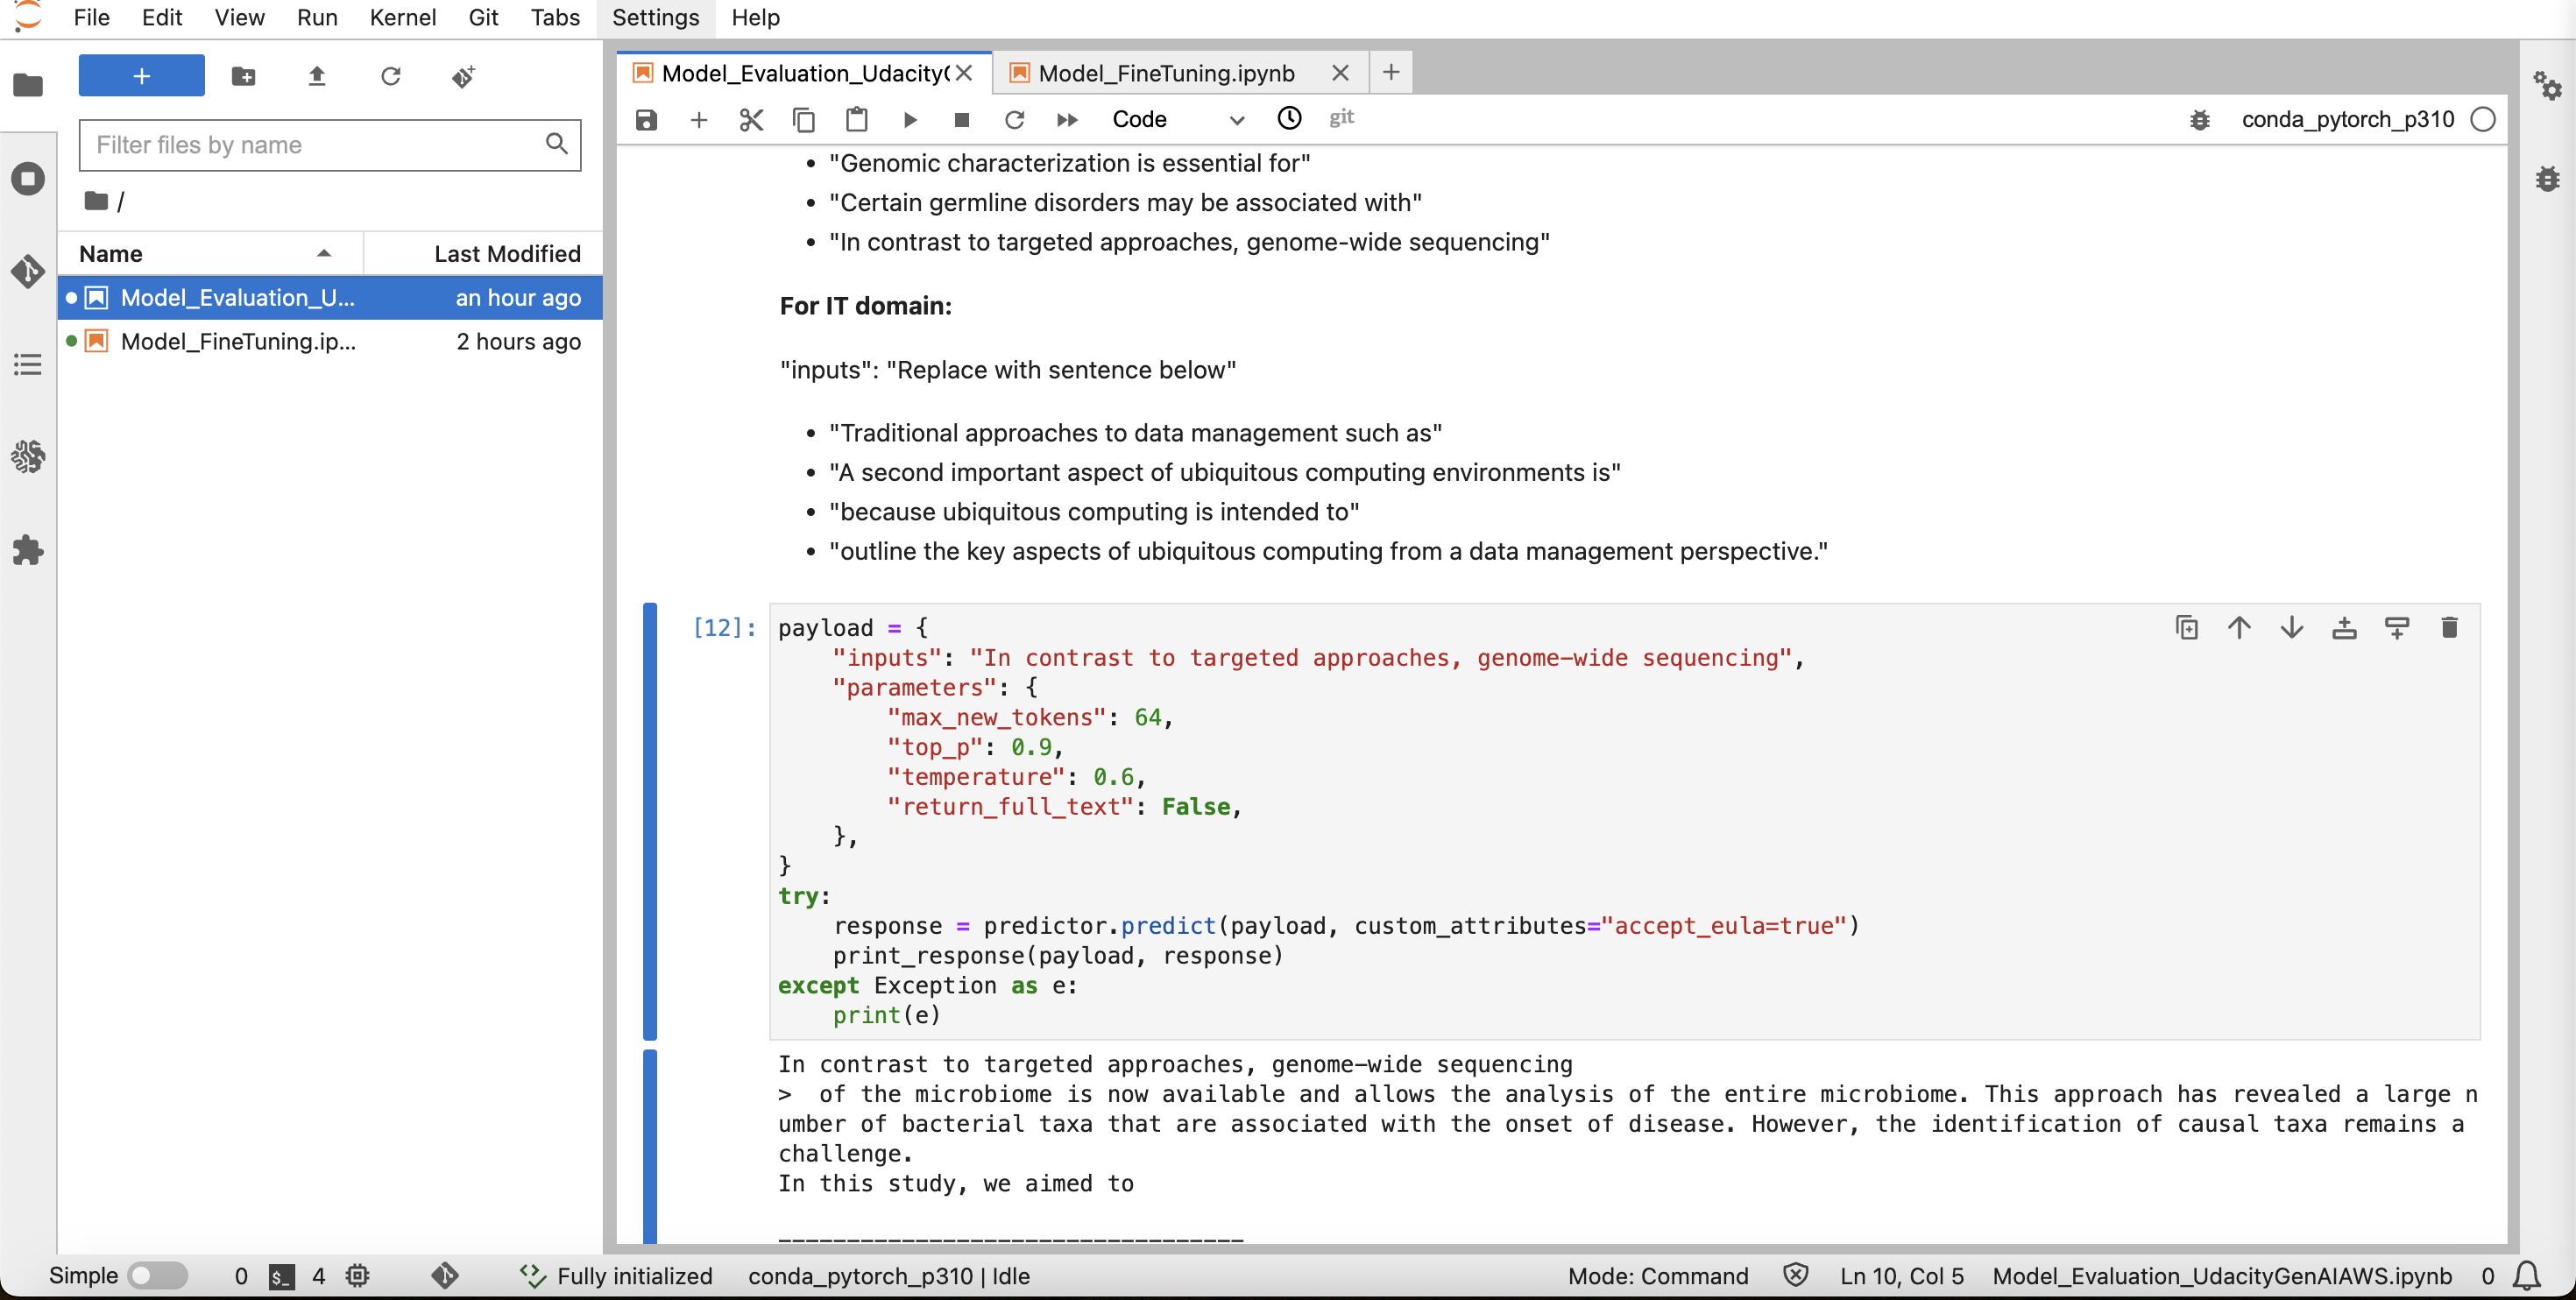 File Edit View Run Kernel Git Tabs Settings Help
+
Filter files by name
/
Name Last Modified
Model_Evaluation_U... an hour ago
Model_FineTuning.ip... 2 hours ago
Model_Evaluation_Udacity Model_FineTuning.ipynb
Code git conda_pytorch_p310
• "Genomic characterization is essential for"
• "Certain germline disorders may be associated with"
• "In contrast to targeted approaches, genome-wide sequencing"
For IT domain:
"inputs": "Replace with sentence below"
• "Traditional approaches to data management such as"
• "A second important aspect of ubiquitous computing environments is"
• "because ubiquitous computing is intended to"
• "outline the key aspects of ubiquitous computing from a data management perspective."
[12]: payload = {
    "inputs": "In contrast to targeted approaches, genome-wide sequencing",
    "parameters": {
        "max_new_tokens": 64,
        "top_p": 0.9,
        "temperature": 0.6,
        "return_full_text": False,
    },
}
try:
    response = predictor.predict(payload, custom_attributes="accept_eula=true")
    print_response(payload, response)
except Exception as e:
    print(e)
In contrast to targeted approaches, genome-wide sequencing
>  of the microbiome is now available and allows the analysis of the entire microbiome. This approach has revealed a large n
umber of bacterial taxa that are associated with the onset of disease. However, the identification of causal taxa remains a
challenge.
In this study, we aimed to
==================================
Simple 0 $_ 4 Fully initialized conda_pytorch_p310 | Idle Mode: Command Ln 10, Col 5 Model_Evaluation_UdacityGenAIAWS.ipynb 0